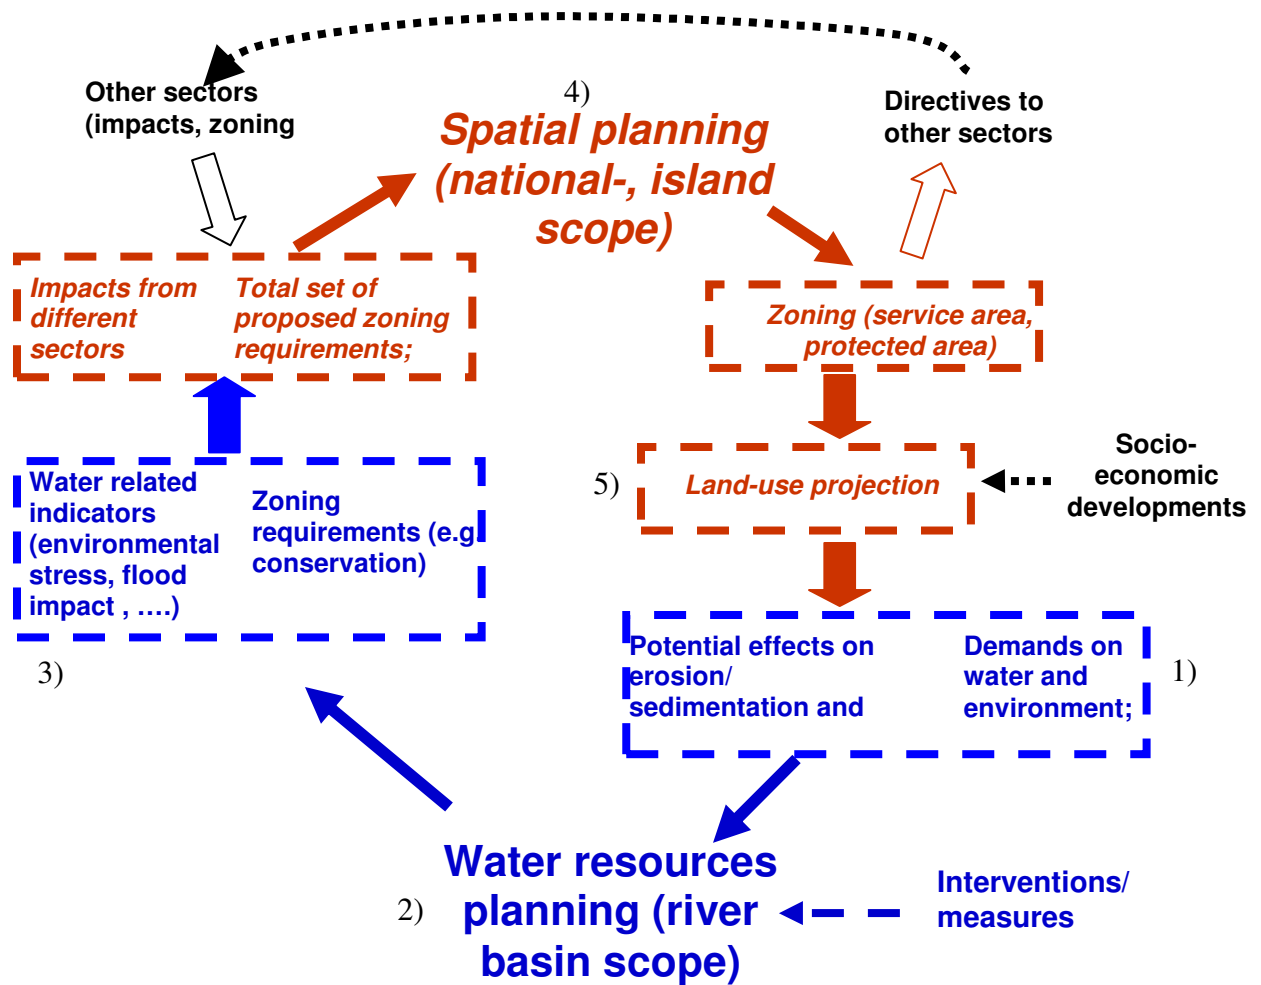 Other sectors
(impacts, zoning
4)
Spatial planning
(national-, island
scope)
Directives to
other sectors
Impacts from
different
sectors
Total set of
proposed zoning
requirements;
Zoning (service area,
protected area)
5)
Land-use projection
Socio-
economic
developments
Water related
indicators
(environmental
stress, flood
impact , ….)
Zoning
requirements (e.g.
conservation)
3)
Potential effects on
erosion/
sedimentation and
Demands on
water and
environment;
1)
2)
Water resources
planning (river
basin scope)
Interventions/
measures